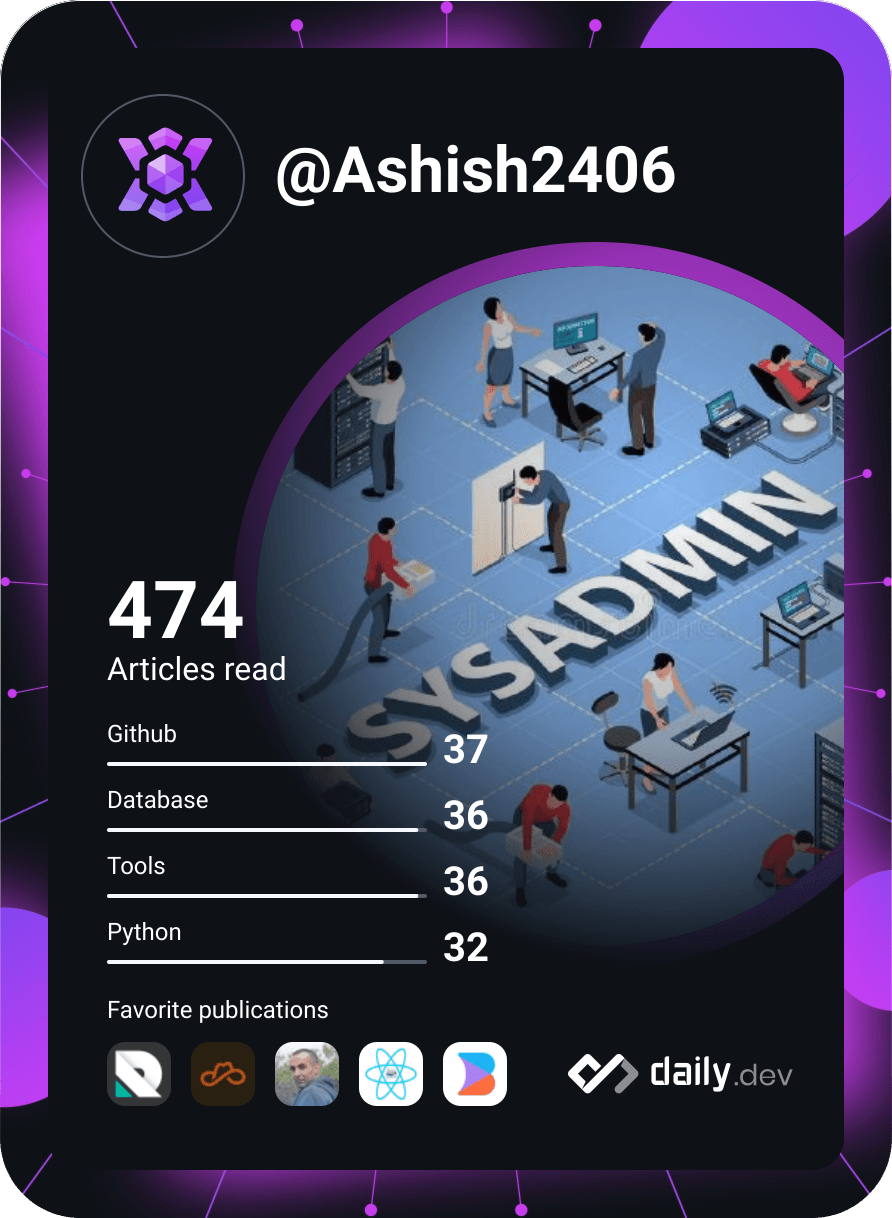 @Ashish2406
SYSADMIN
474
Articles read
Github
37
Database
36
Tools
36
Python
32
Favorite publications
daily.dev